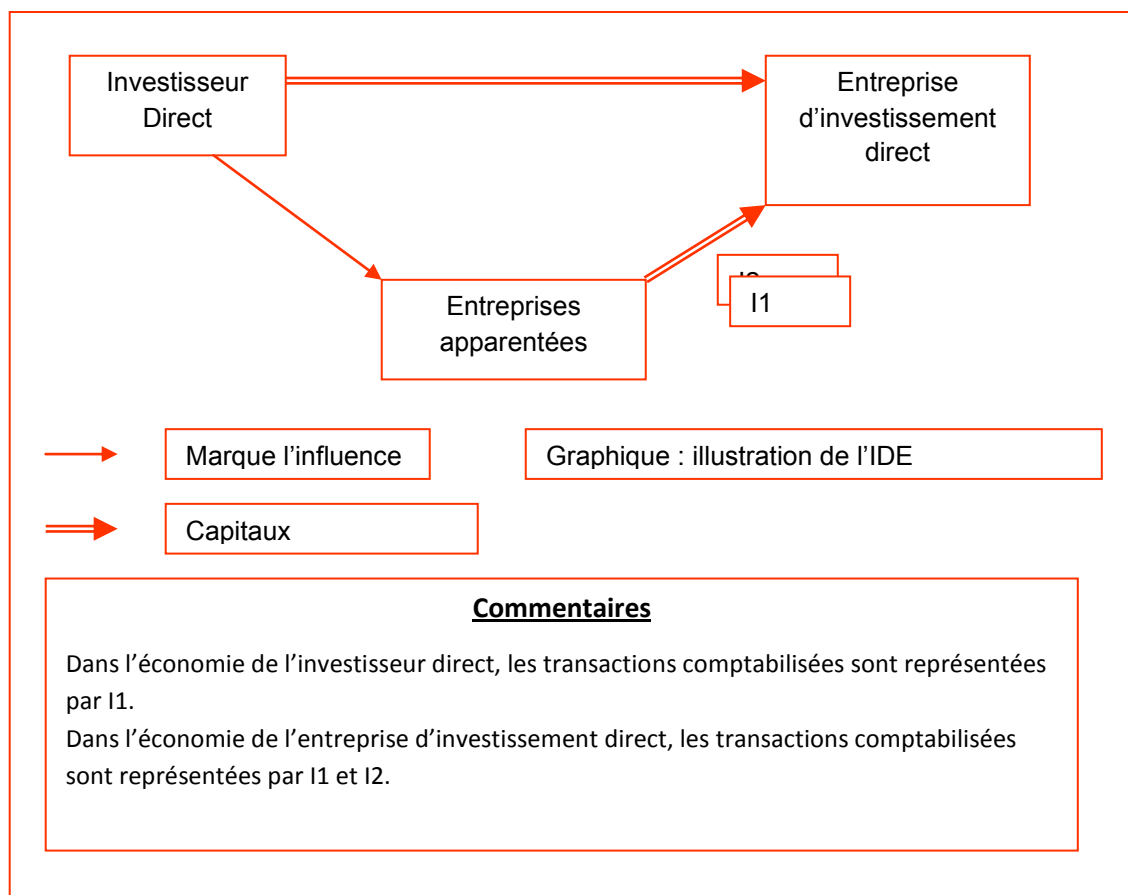 Investisseur
Direct
Entreprise
d'investissement
direct
Entreprises
apparentées
I1
Marque l'influence
Graphique : illustration de l'IDE
Capitaux
Commentaires
Dans l'économie de l'investisseur direct, les transactions comptabilisées sont représentées
par I1.
Dans l'économie de l'entreprise d'investissement direct, les transactions comptabilisées
sont représentées par I1 et I2.